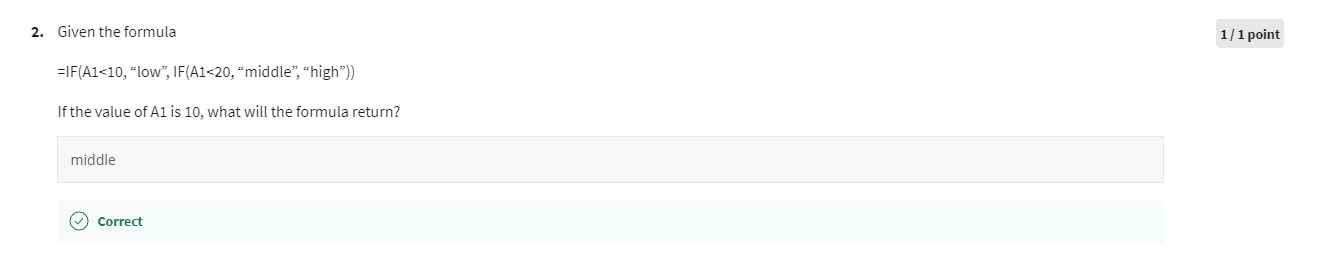 2. Given the formula
1 / 1 point
=IF(A1<10, “low”, IF(A1<20, “middle”, “high”))
If the value of A1 is 10, what will the formula return?
middle
Correct